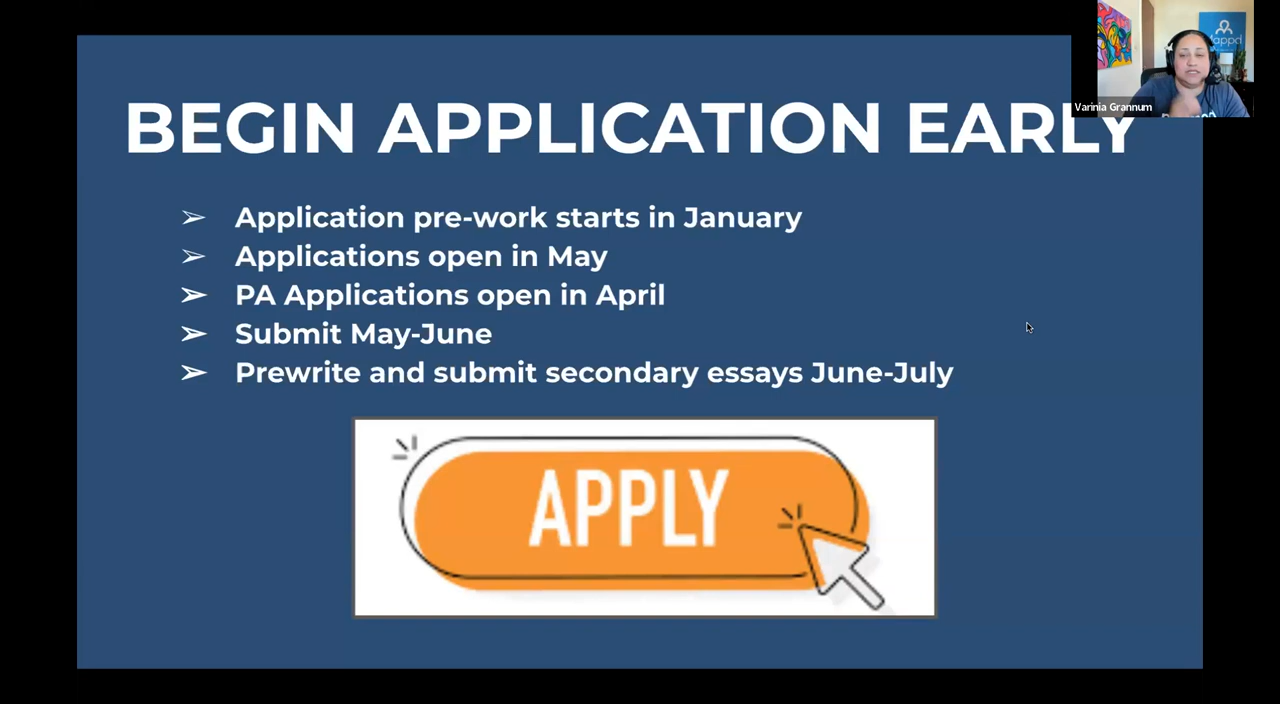 BEGIN APPLICATION EARLY
Varinia Grannum
➢ Application pre-work starts in January
➢ Applications open in May
➢ PA Applications open in April
➢ Submit May-June
➢ Prewrite and submit secondary essays June-July
APPLY